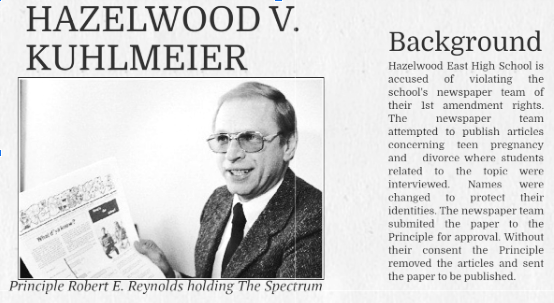 HAZELWOOD V.
KUHLMEIER
Principle Robert E. Reynolds holding The Spectrum
Background
Hazelwood East High School is
accused of violating the
school's newspaper team of
their 1st amendment rights.
The newspaper team
attempted to publish articles
concerning teen pregnancy
and divorce where students
related to the topic were
interviewed. Names were
changed to protect their
identities. The newspaper team
submited the paper to the
Principle for approval. Without
their consent the Principle
removed the articles and sent
the paper to be published.